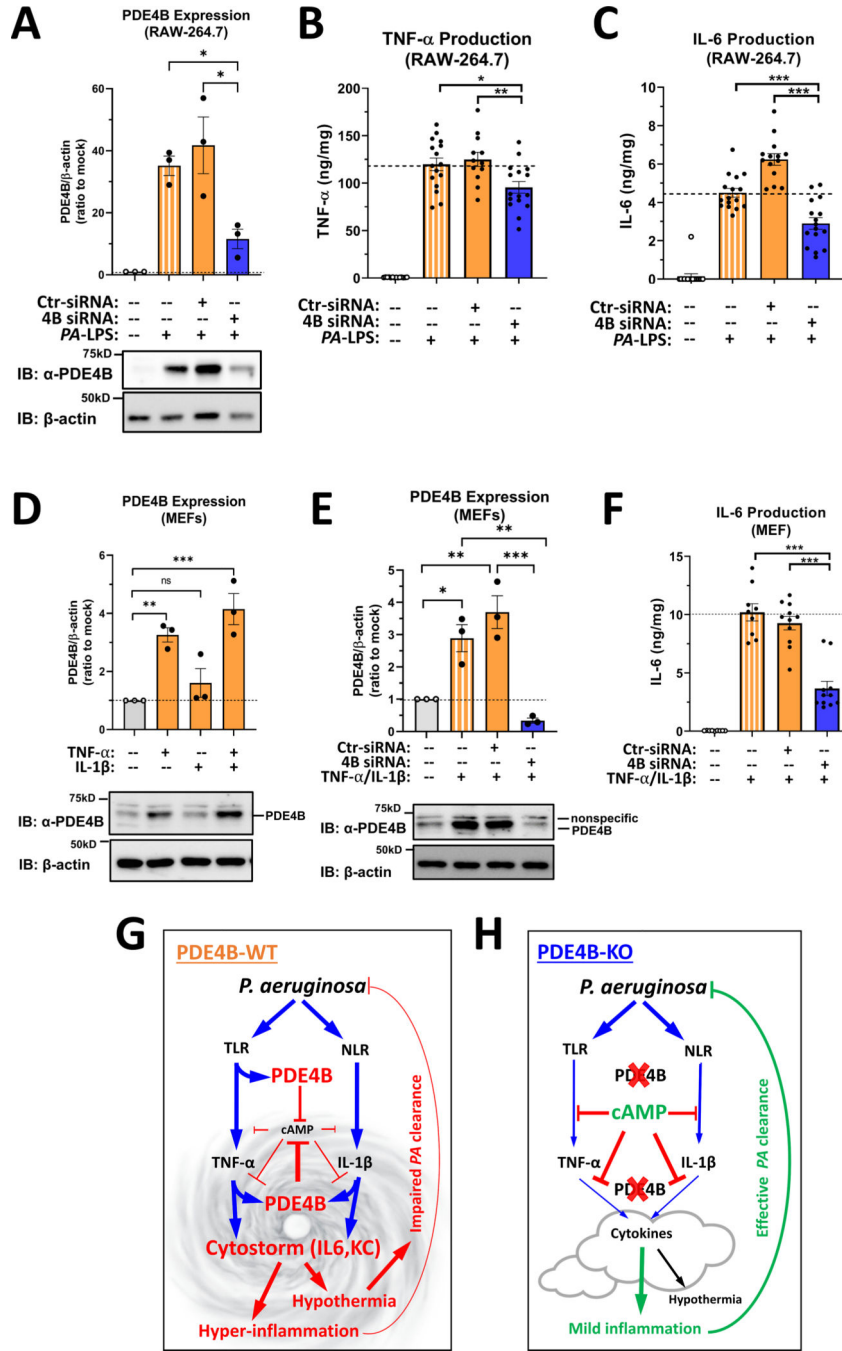 A
PDE4B Expression
(RAW-264.7)
*
*
PDE4B/β-actin
(ratio to mock)
60
40
20
0
Ctr-siRNA: -- -- + --
4B siRNA: -- -- -- +
PA-LPS: -- + + +
75kD
IB: α-PDE4B
50kD
IB: β-actin
B
TNF-α Production
(RAW-264.7)
*
**
TNF-α (ng/mg)
200
150
100
50
0
Ctr-siRNA: -- -- + --
4B siRNA: -- -- -- +
PA-LPS: -- + + +
C
IL-6 Production
(RAW-264.7)
***
***
IL-6 (ng/mg)
10
8
6
4
2
0
Ctr-siRNA: -- -- + --
4B siRNA: -- -- -- +
PA-LPS: -- + + +
D
PDE4B Expression
(MEFs)
***
ns
**
PDE4B/β-actin
(ratio to mock)
6
4
2
0
TNF-α: -- + -- +
IL-1β: -- -- + +
75kD
IB: α-PDE4B
PDE4B
50kD
IB: β-actin
E
PDE4B Expression
(MEFs)
**
** ***
*
PDE4B/β-actin
(ratio to mock)
5
4
3
2
1
0
Ctr-siRNA: -- -- + --
4B siRNA: -- -- -- +
TNF-α/IL-1β: -- + + +
75kD
nonspecific
IB: α-PDE4B
PDE4B
50kD
IB: β-actin
F
IL-6 Production
(MEF)
***
***
IL-6 (ng/mg)
15
10
5
0
Ctr-siRNA: -- -- + --
4B siRNA: -- -- -- +
TNF-α/IL-1β: -- + + +
G
PDE4B-WT
P. aeruginosa
TLR NLR
PDE4B
cAMP
TNF-α IL-1β
PDE4B
Cytostorm (IL6,KC)
Hypothermia
Hyper-inflammation
Impaired PA clearance
H
PDE4B-KO
P. aeruginosa
TLR NLR
PDE4B
cAMP
TNF-α IL-1β
PDE4B
Cytokines
Hypothermia
Mild inflammation
Effective PA clearance